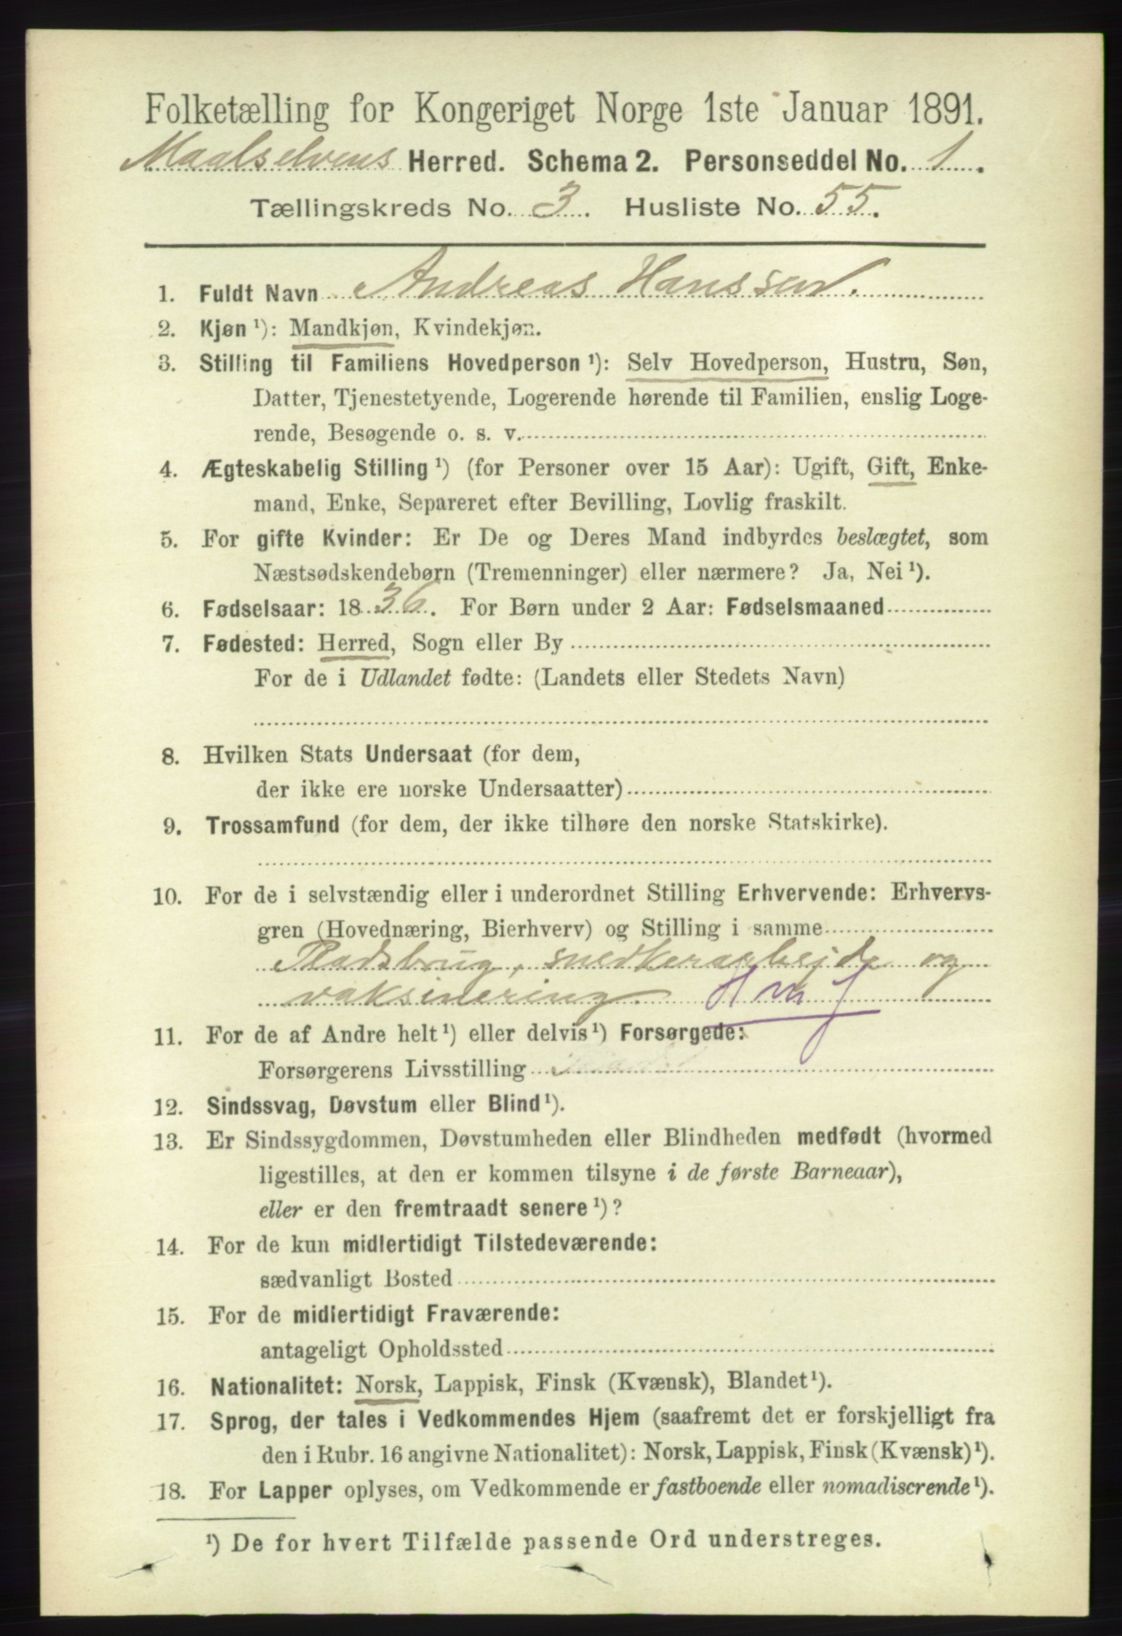 Folketælling for Kongeriget Norge 1ste Januar 1891.
Maalselvens Herred. Schema 2. Personseddel No. 1.
Tællingskreds No. 3. Husliste No. 55.
1. Fuldt Navn Andreas Hanssen.
2. Kjøn ¹): Mandkjøn, Kvindekjøn.
3. Stilling til Familiens Hovedperson ¹): Selv Hovedperson, Hustru, Søn,
Datter, Tjenestetyende, Logerende hørende til Familien, enslig Loge-
rende, Besøgende o. s. v.
4. Ægteskabelig Stilling ¹) (for Personer over 15 Aar): Ugift, Gift, Enke-
mand, Enke, Separeret efter Bevilling, Lovlig fraskilt.
5. For gifte Kvinder: Er De og Deres Mand indbyrdes beslægtet, som
Næstsødskendebørn (Tremenninger) eller nærmere? Ja, Nei ¹).
6. Fødselsaar: 1836. For Børn under 2 Aar: Fødselsmaaned
7. Fødested: Herred, Sogn eller By
For de i Udlandet fødte: (Landets eller Stedets Navn)
8. Hvilken Stats Undersaat (for dem,
der ikke ere norske Undersaatter)
9. Trossamfund (for dem, der ikke tilhøre den norske Statskirke).
10. For de i selvstændig eller i underordnet Stilling Erhvervende: Erhvervs-
gren (Hovednæring, Bierhverv) og Stilling i samme
Pladsbrug, snedkerarbejde og
vaksinering. H m f
11. For de af Andre helt ¹) eller delvis ¹) Forsørgede:
Forsørgerens Livsstilling
12. Sindssvag, Døvstum eller Blind ¹).
13. Er Sindssygdommen, Døvstumheden eller Blindheden medfødt (hvormed
ligestilles, at den er kommen tilsyne i de første Barneaar),
eller er den fremtraadt senere ¹)?
14. For de kun midlertidigt Tilstedeværende:
sædvanligt Bosted
15. For de midlertidigt Fraværende:
antageligt Opholdssted
16. Nationalitet: Norsk, Lappisk, Finsk (Kvænsk), Blandet ¹).
17. Sprog, der tales i Vedkommendes Hjem (saafremt det er forskjelligt fra
den i Rubr. 16 angivne Nationalitet): Norsk, Lappisk, Finsk (Kvænsk) ¹).
18. For Lapper oplyses, om Vedkommende er fastboende eller nomadiserende ¹).
¹) De for hvert Tilfælde passende Ord understreges.